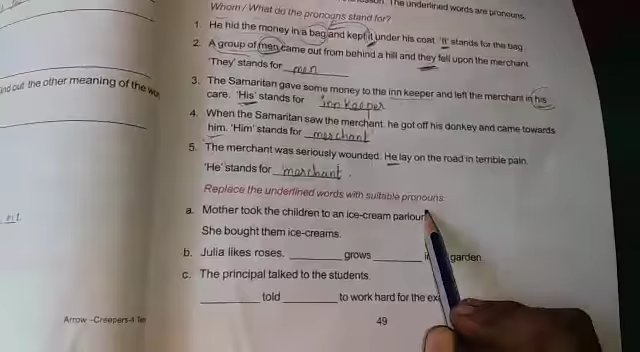 The underlined words are pronouns.
Whom / What do the pronouns stand for?
1. He hid the money in a bag and kept it under his coat. 'It' stands for the bag
2. A group of men came out from behind a hill and they fell upon the merchant.
'They' stands for men
3. The Samaritan gave some money to the inn keeper and left the merchant in his
find out the other meaning of the
care. 'His' stands for inn keeper
4. When the Samaritan saw the merchant, he got off his donkey and came towards
him. 'Him' stands for merchant
5. The merchant was seriously wounded. He lay on the road in terrible pain.
'He' stands for merchant.
Replace the underlined words with suitable pronouns:
a. Mother took the children to an ice-cream parlour
She bought them ice-creams.
b. Julia likes roses. ________ grows ________ garden.
c. The principal talked to the students.
________ told ________ to work hard for the
Arrow -Creepers-4
49